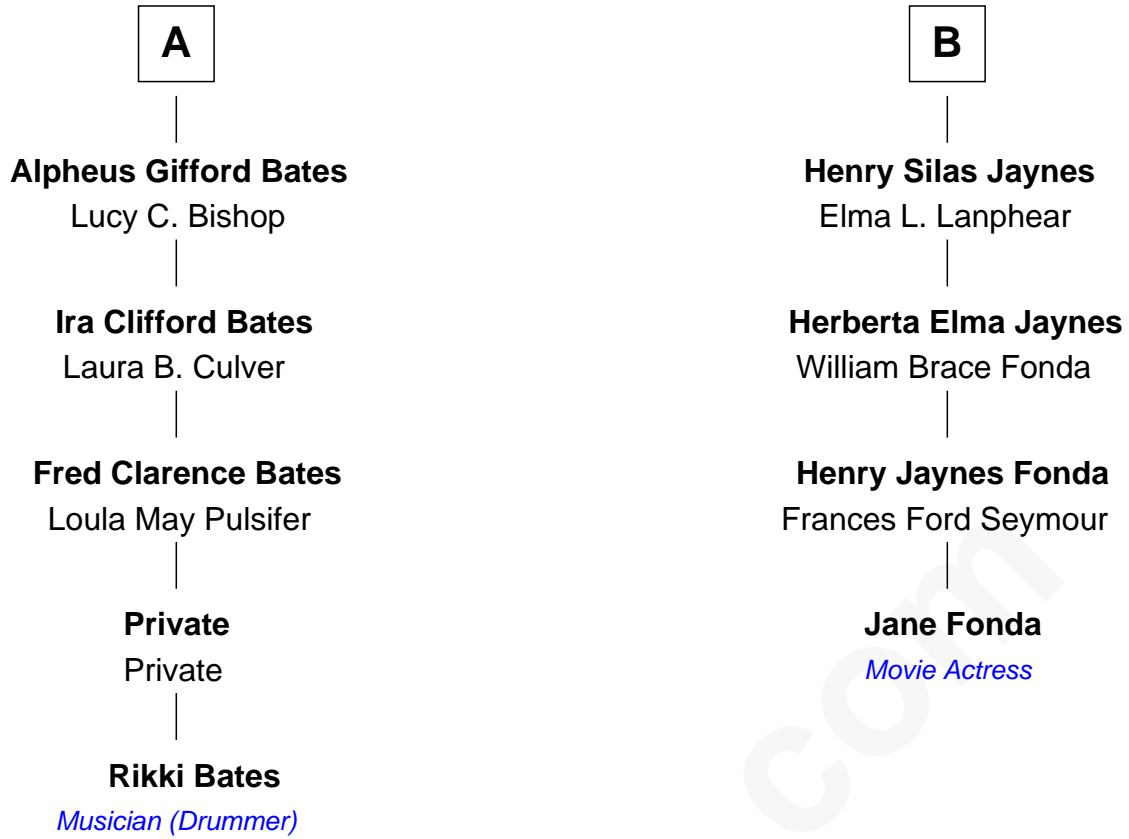 A
Alpheus Gifford Bates
Lucy C. Bishop
Ira Clifford Bates
Laura B. Culver
Fred Clarence Bates
Loula May Pulsifer
Private
Private
Rikki Bates
Musician (Drummer)
B
Henry Silas Jaynes
Elma L. Lanphear
Herberta Elma Jaynes
William Brace Fonda
Henry Jaynes Fonda
Frances Ford Seymour
Jane Fonda
Movie Actress
com